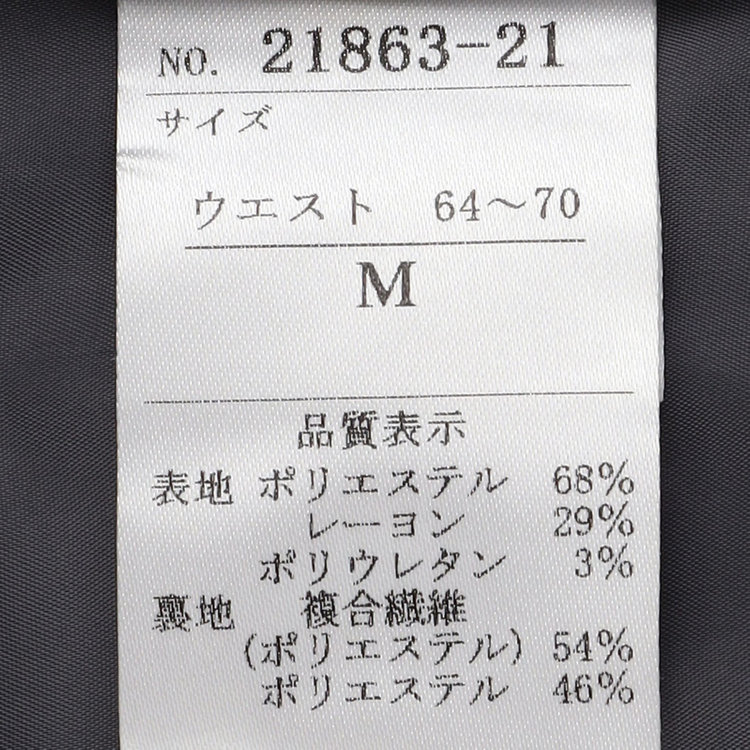 NO. 21863-21
サイズ
ウエスト 64～70
M
品質表示
表地 ポリエステル 68%
レーヨン 29%
ポリウレタン 3%
裏地 複合繊維
(ポリエステル) 54%
ポリエステル 46%